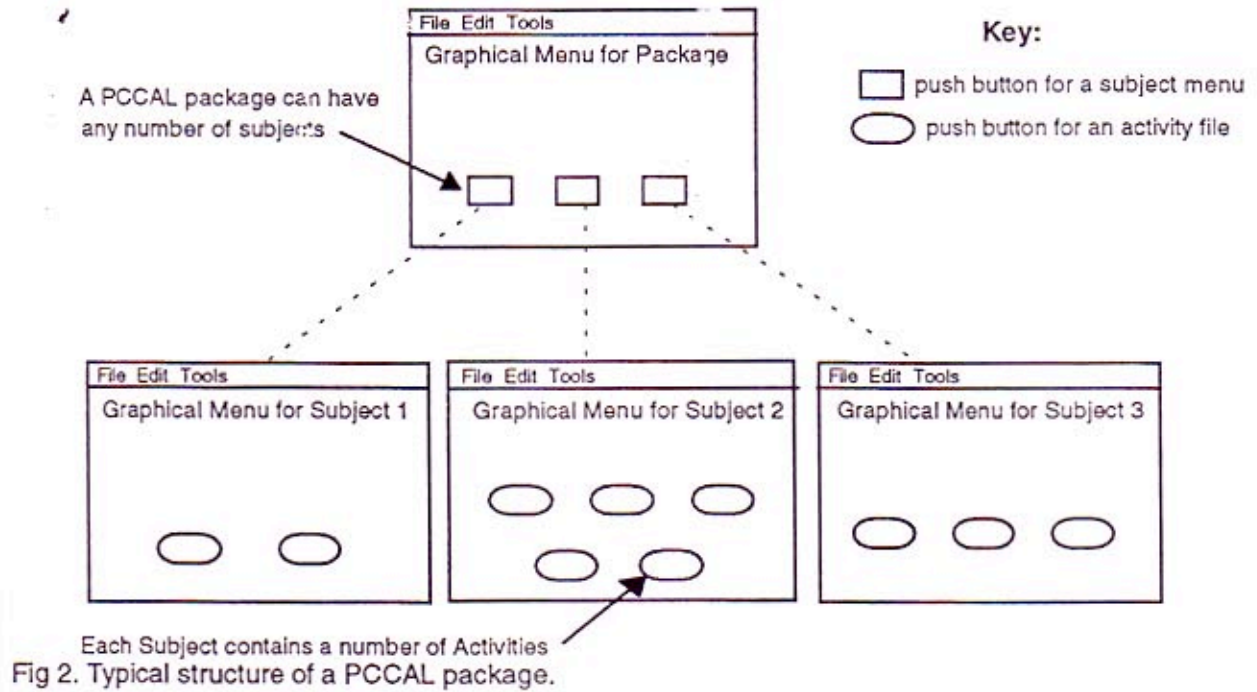 File Edit Tools
Graphical Menu for Package
Key:
push button for a subject menu
push button for an activity file
A PCCAL package can have
any number of subjects
File Edit Tools
Graphical Menu for Subject 1
File Edit Tools
Graphical Menu for Subject 2
File Edit Tools
Graphical Menu for Subject 3
Each Subject contains a number of Activities
Fig 2. Typical structure of a PCCAL package.